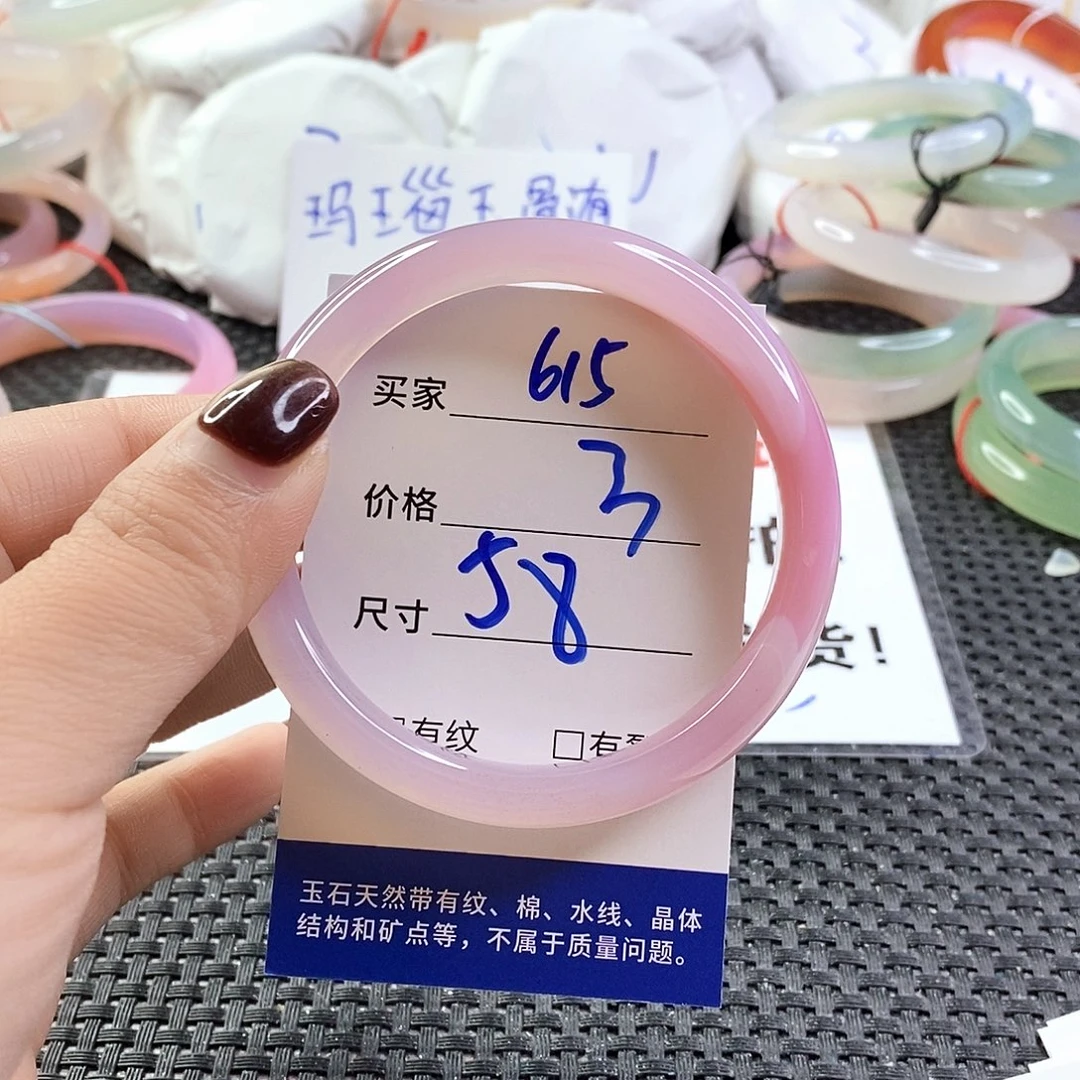 玛瑙玉
买家 615
价格 3
尺寸 58
有纹 □有
玉石天然带有纹、棉、水线、晶体
结构和矿点等，不属于质量问题。
货！